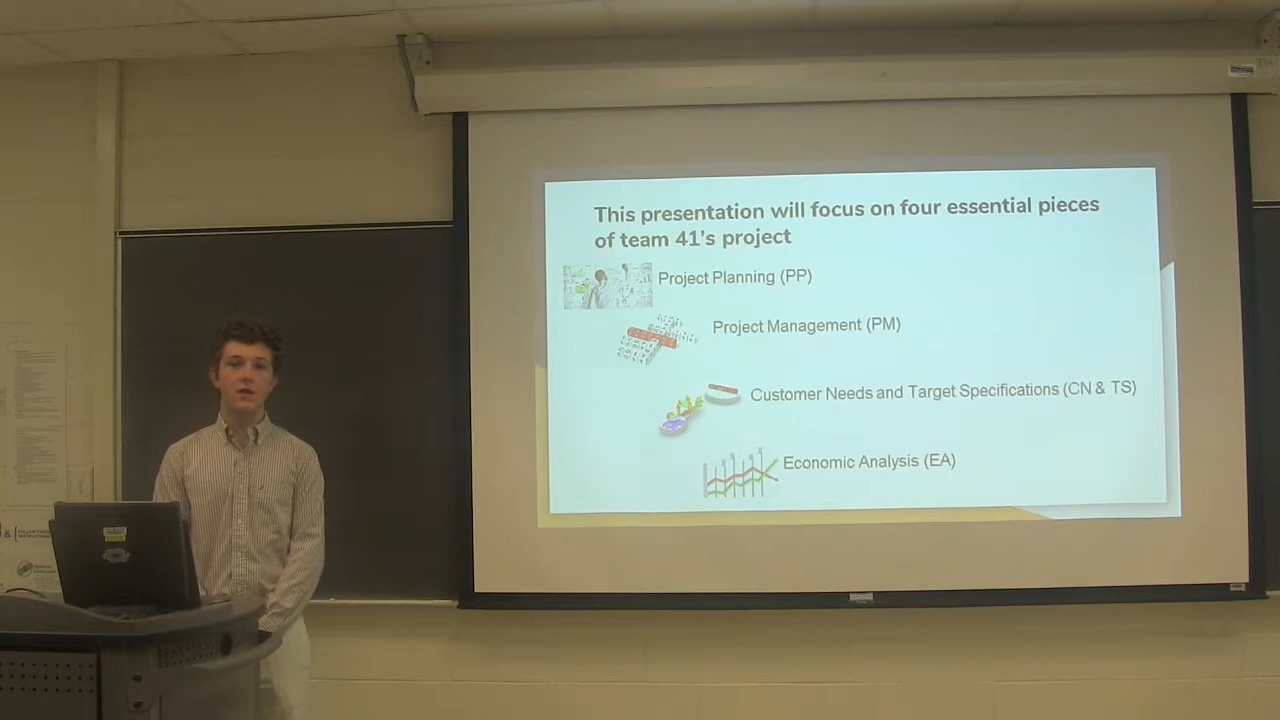 This presentation will focus on four essential pieces
of team 41's project
Project Planning (PP)
Project Management (PM)
Customer Needs and Target Specifications (CN & TS)
Economic Analysis (EA)